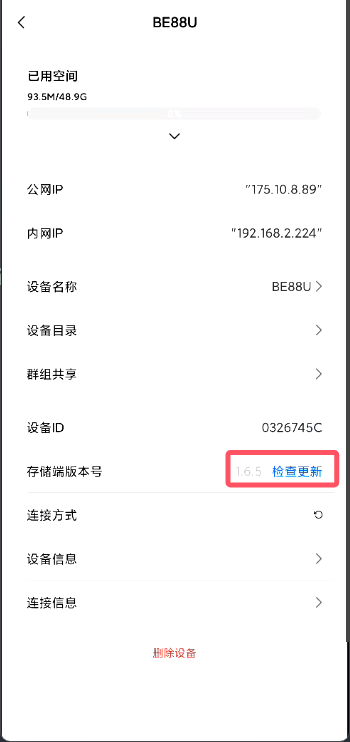 BE88U
已用空间
93.5M/48.9G
公网IP "175.10.8.89"
内网IP "192.168.2.224"
设备名称 BE88U
设备目录
群组共享
设备ID 0326745C
存储端版本号 1.6.5 检查更新
连接方式
设备信息
连接信息
删除设备